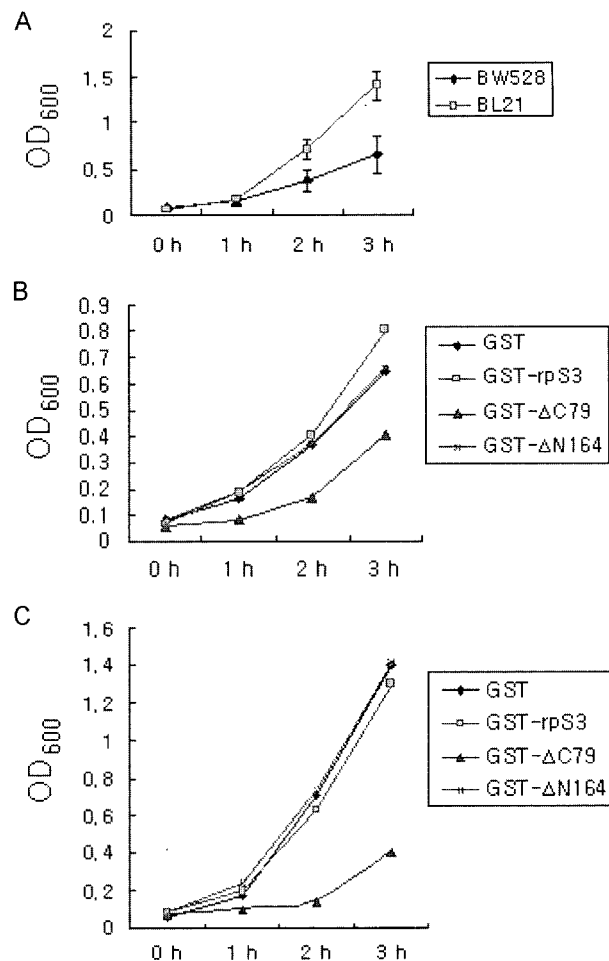 A
OD600
2
1,5
1
0,5
0
0 h 1 h 2 h 3 h
BW528
BL21
B
OD600
0,9
0,8
0,7
0,6
0,5
0,4
0,3
0,2
0,1
0
0 h 1 h 2 h 3 h
GST
GST-rpS3
GST-ΔC79
GST-ΔN164
C
OD600
1,6
1,4
1,2
1
0,8
0,6
0,4
0,2
0
0 h 1 h 2 h 3 h
GST
GST-rpS3
GST-ΔC79
GST-ΔN164